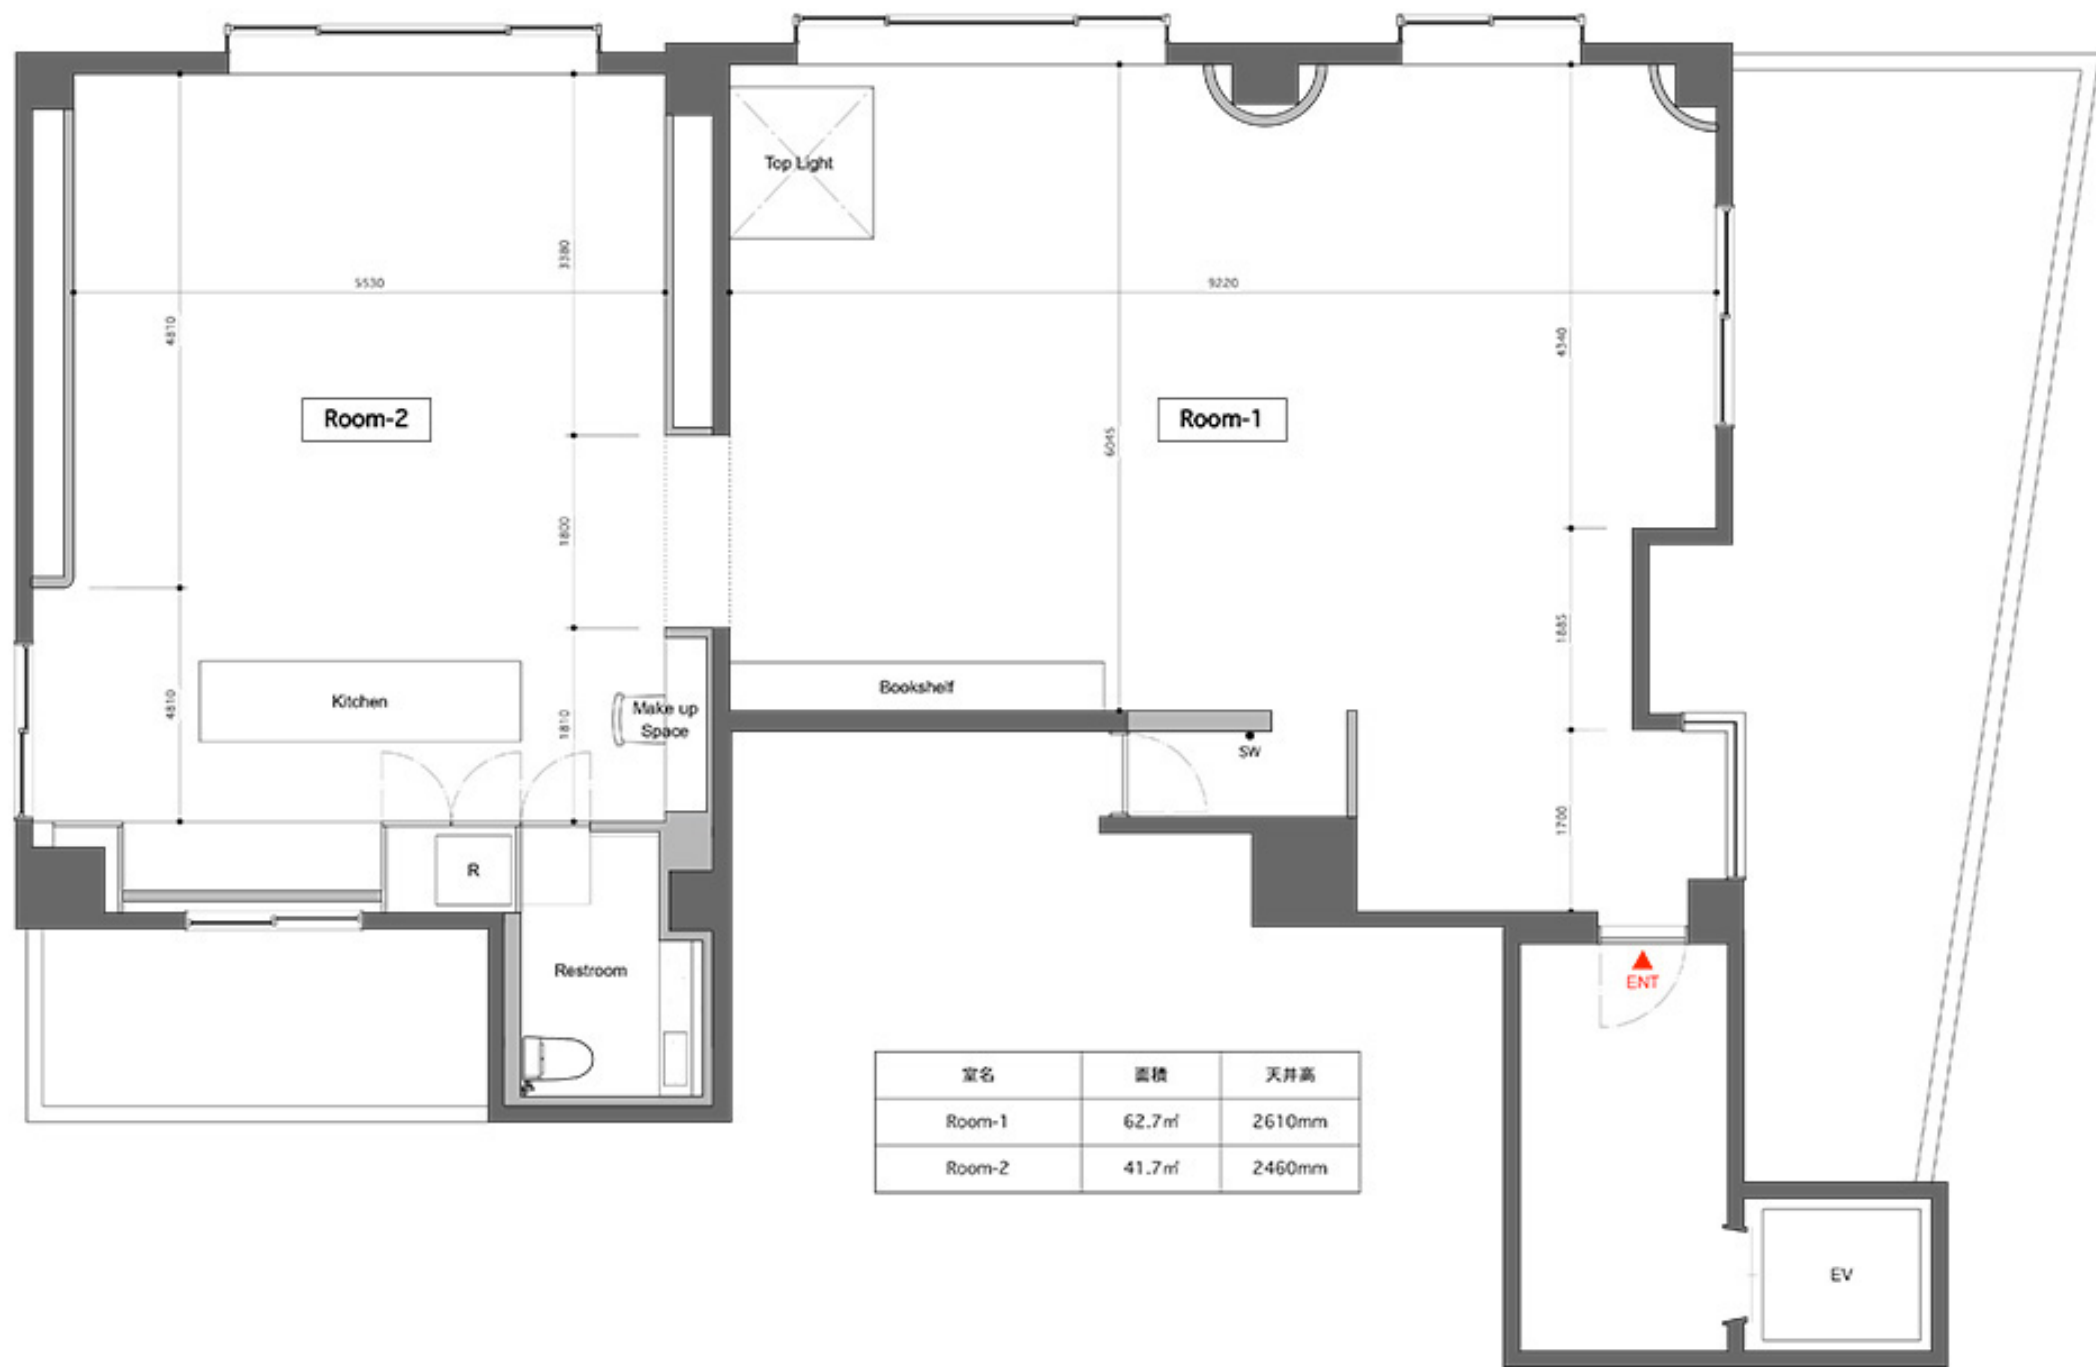 Top Light
3380
5530
9220
4810
4340
Room-2
Room-1
6045
1800
1885
Bookshelf
Kitchen
4810
Make up
Space
1810
SW
1700
R
Restroom
ENT
室名 面積 天井高
Room-1 62.7㎡ 2610mm
Room-2 41.7㎡ 2460mm
EV